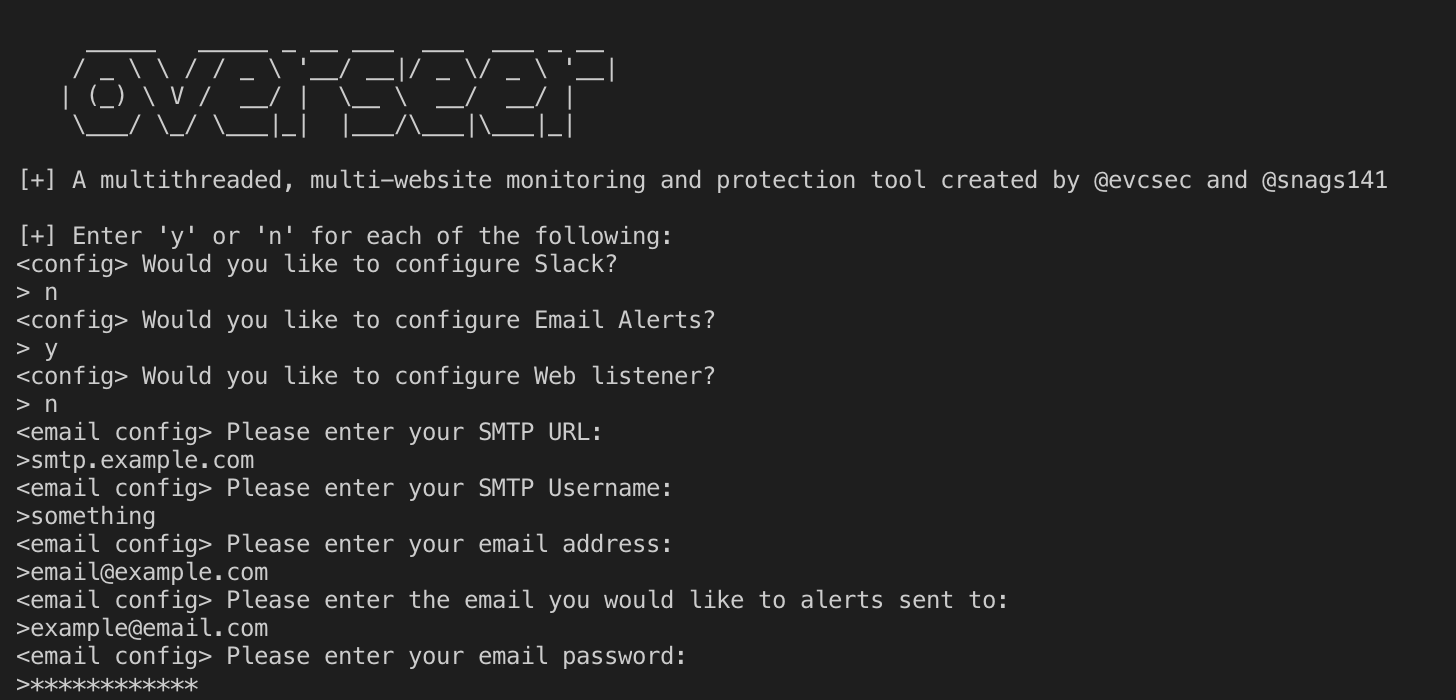 overseer
[+] A multithreaded, multi-website monitoring and protection tool created by @evcsec and @snags141
[+] Enter 'y' or 'n' for each of the following:
<config> Would you like to configure Slack?
> n
<config> Would you like to configure Email Alerts?
> y
<config> Would you like to configure Web listener?
> n
<email config> Please enter your SMTP URL:
>smtp.example.com
<email config> Please enter your SMTP Username:
>something
<email config> Please enter your email address:
>email@example.com
<email config> Please enter the email you would like to alerts sent to:
>example@email.com
<email config> Please enter your email password:
>************